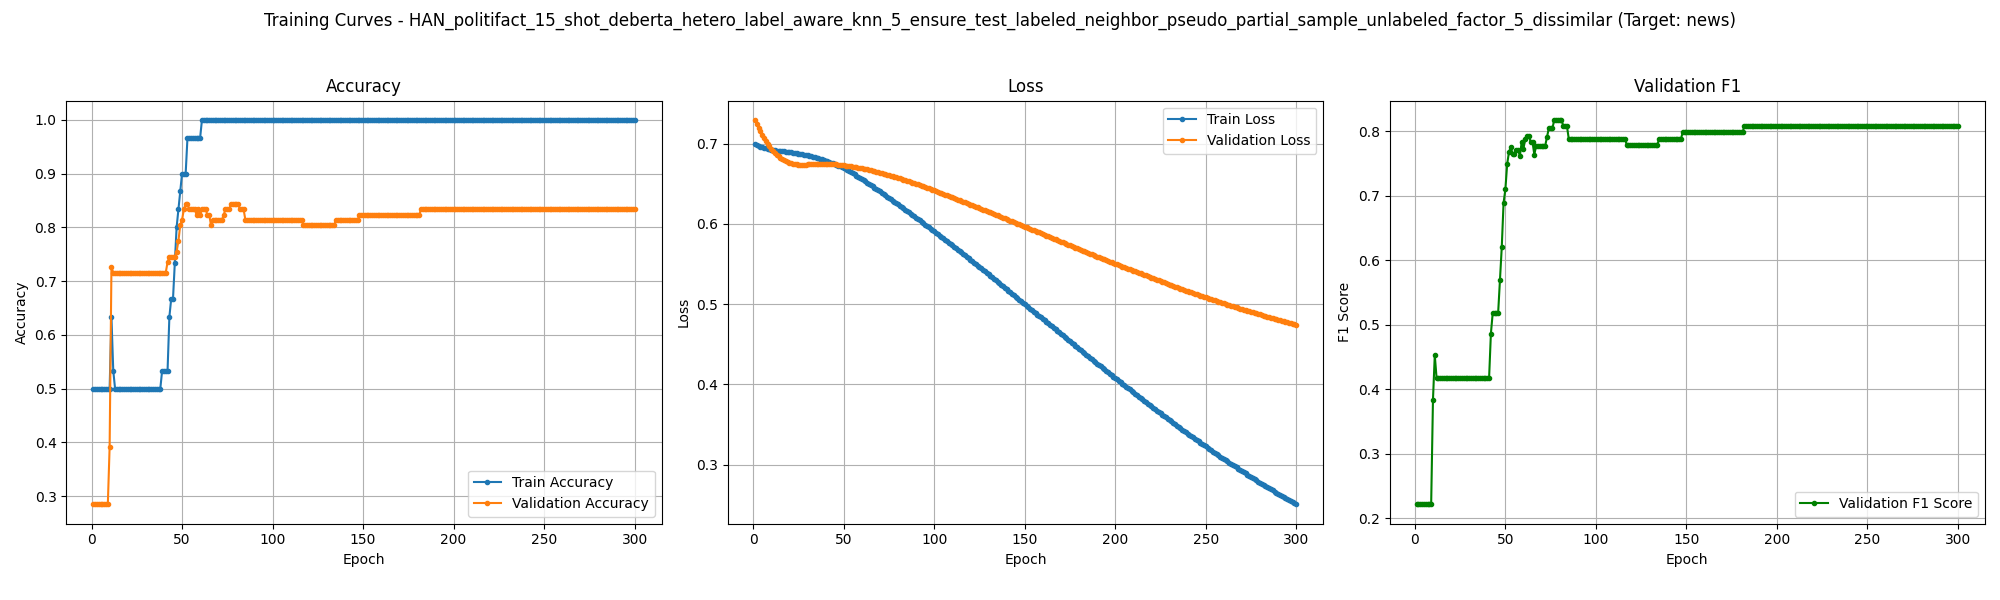 Training Curves - HAN_politifact_15_shot_deberta_hetero_label_aware_knn_5_ensure_test_labeled_neighbor_pseudo_partial_sample_unlabeled_factor_5_dissimilar (Target: news)
Accuracy
1.0
0.9
0.8
0.7
0.6
0.5
0.4
0.3
Accuracy
0
50
100
150
200
250
300
Epoch
Train Accuracy
Validation Accuracy
Loss
0.7
0.6
0.5
0.4
0.3
Loss
0
50
100
150
200
250
300
Epoch
Train Loss
Validation Loss
Validation F1
0.8
0.7
0.6
0.5
0.4
0.3
0.2
F1 Score
0
50
100
150
200
250
300
Epoch
Validation F1 Score